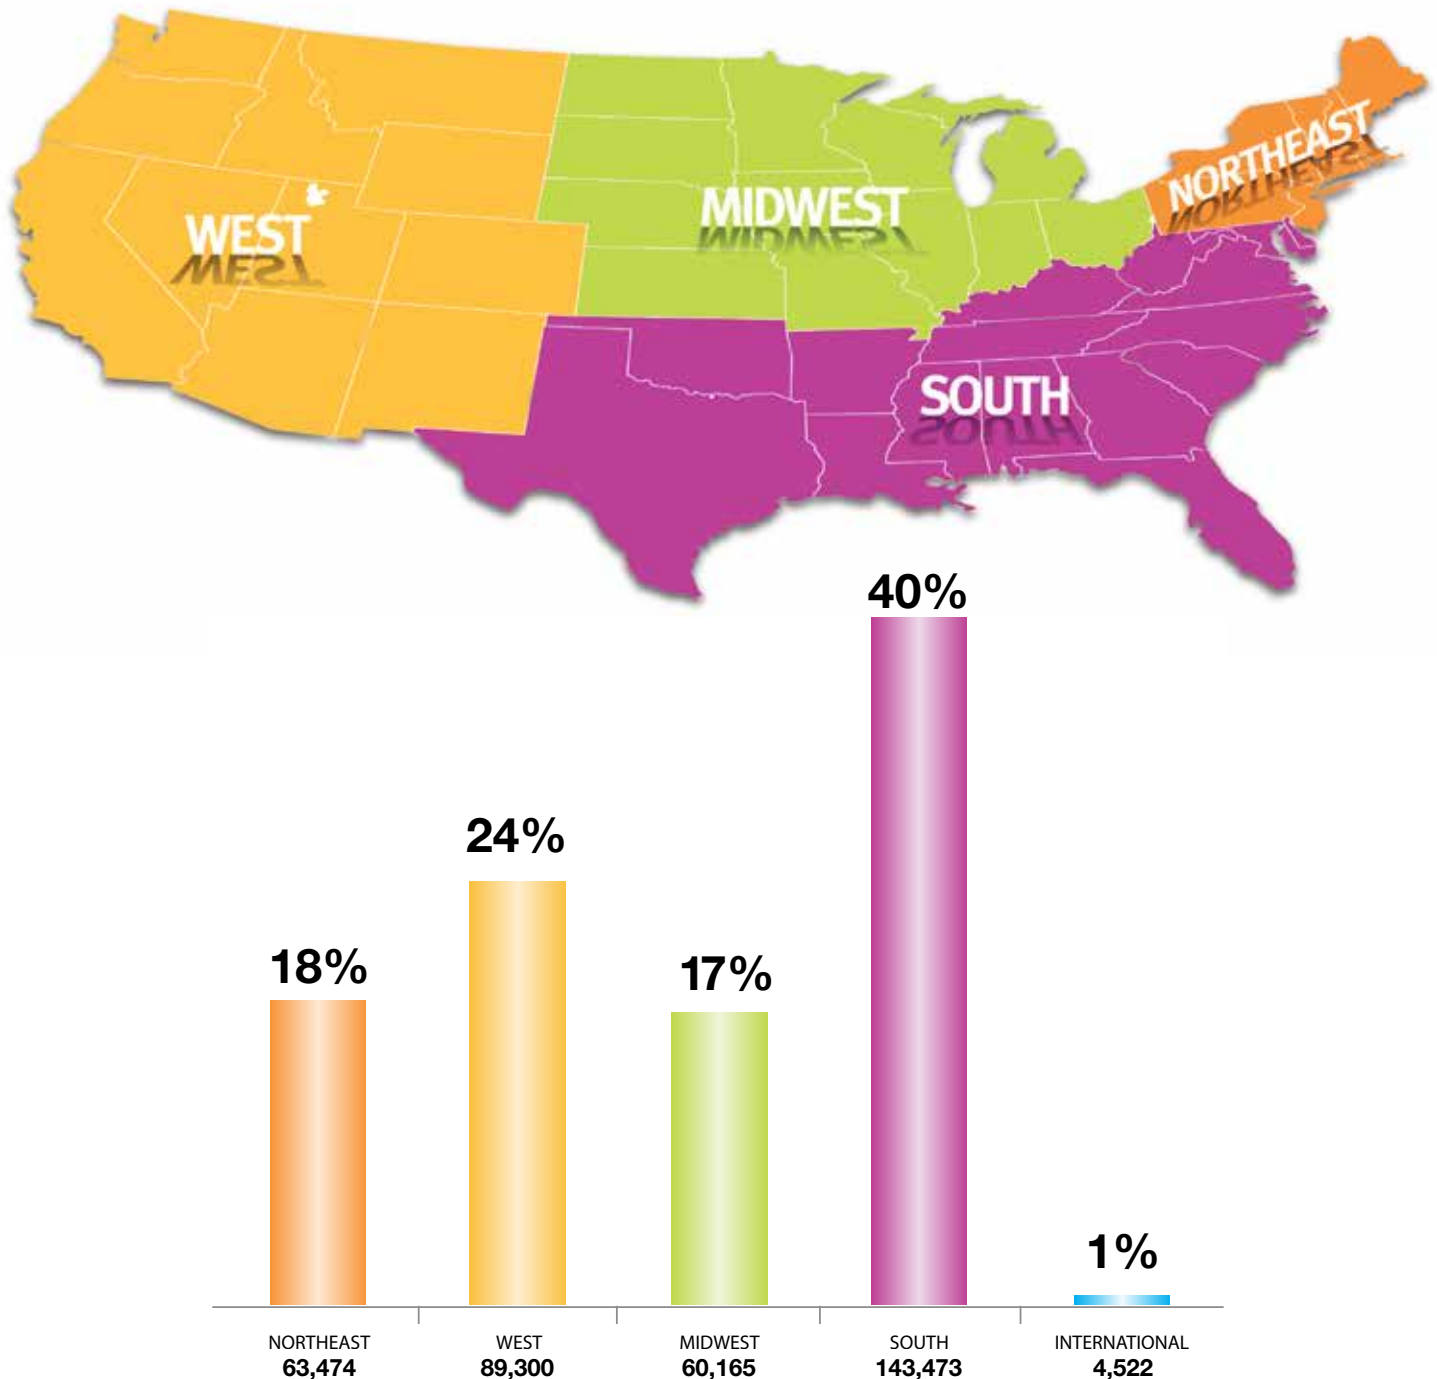 WEST
MIDWEST
NORTHEAST
SOUTH
40%
24%
18%
17%
1%
NORTHEAST
63,474
WEST
89,300
MIDWEST
60,165
SOUTH
143,473
INTERNATIONAL
4,522